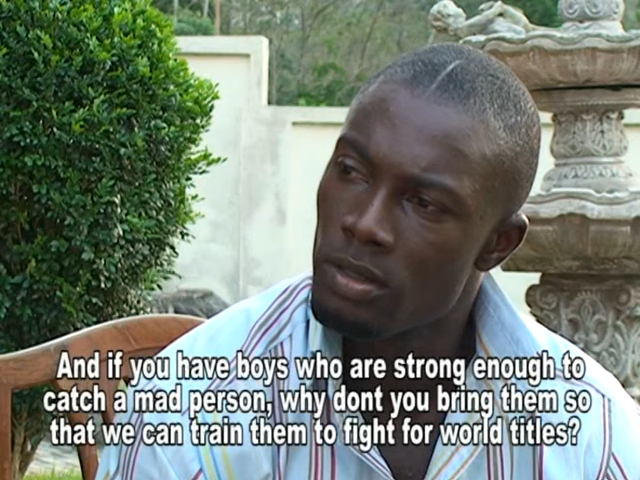 And if you have boys who are strong enough to
catch a mad person, why dont you bring them so
that we can train them to fight for world titles?